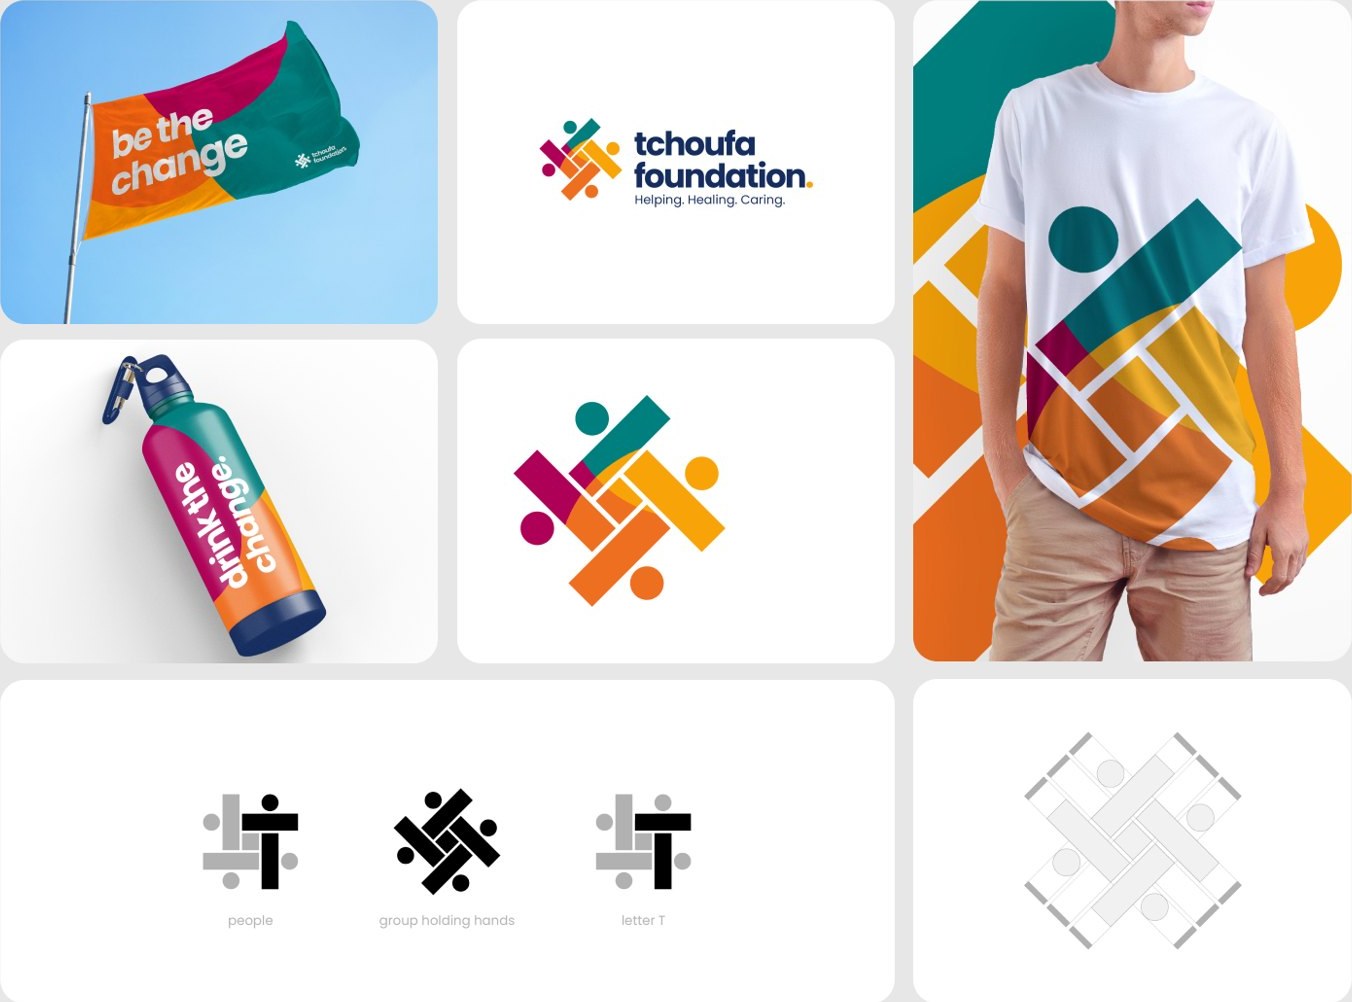 be the
change
tchoufa
foundation.
tchoufa
foundation.
Helping. Healing. Caring.
drink the
change.
people
group holding hands
letter T